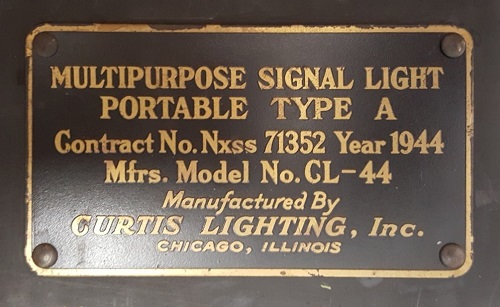 MULTIPURPOSE SIGNAL LIGHT
PORTABLE TYPE A
Contract No. Nxss 71352 Year 1944
Mfrs. Model No. CL-44
Manufactured By
CURTIS LIGHTING, Inc.
CHICAGO, ILLINOIS